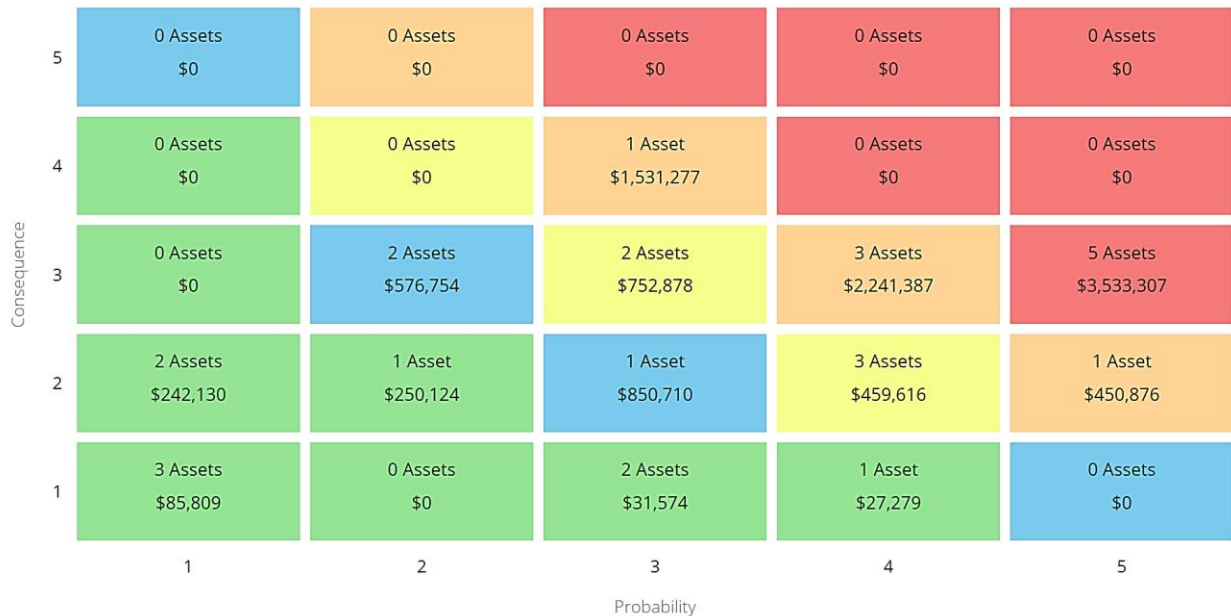 5
0 Assets
$0
0 Assets
$0
0 Assets
$0
0 Assets
$0
0 Assets
$0
4
0 Assets
$0
0 Assets
$0
1 Asset
$1,531,277
0 Assets
$0
0 Assets
$0
Consequence
3
0 Assets
$0
2 Assets
$576,754
2 Assets
$752,878
3 Assets
$2,241,387
5 Assets
$3,533,307
2
2 Assets
$242,130
1 Asset
$250,124
1 Asset
$850,710
3 Assets
$459,616
1 Asset
$450,876
1
3 Assets
$85,809
0 Assets
$0
2 Assets
$31,574
1 Asset
$27,279
0 Assets
$0
1
2
3
4
5
Probability